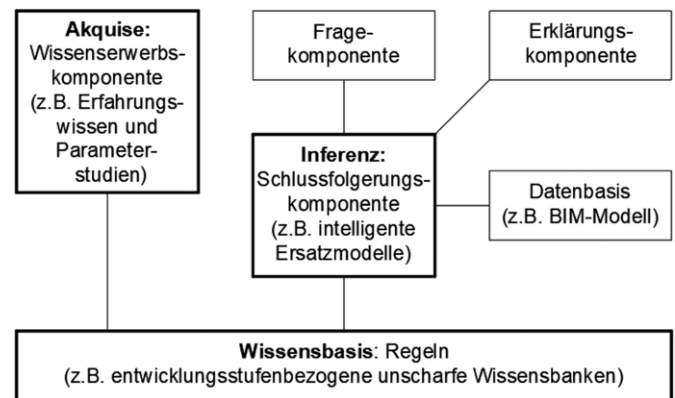 Akquise:
Wissenserwerbs-
komponente
(z.B. Erfahrungs-
wissen und
Parameter-
studien)
Frage-
komponente
Erklärungs-
komponente
Inferenz:
Schlussfolgerungs-
komponente
(z.B. intelligente
Ersatzmodelle)
Datenbasis
(z.B. BIM-Modell)
Wissensbasis: Regeln
(z.B. entwicklungsstufenbezogene unscharfe Wissensbanken)